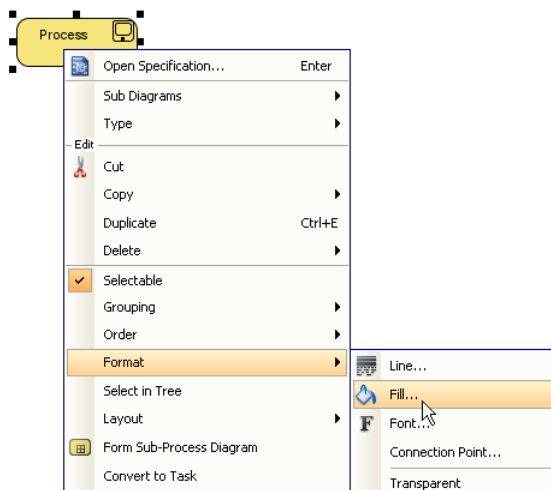 Process
Open Specification... Enter
Sub Diagrams
Type
Edit
Cut
Copy
Duplicate Ctrl+E
Delete
Selectable
Grouping
Order
Format
Line...
Select in Tree
Fill...
Layout
Font...
Form Sub-Process Diagram
Connection Point...
Convert to Task
Transparent